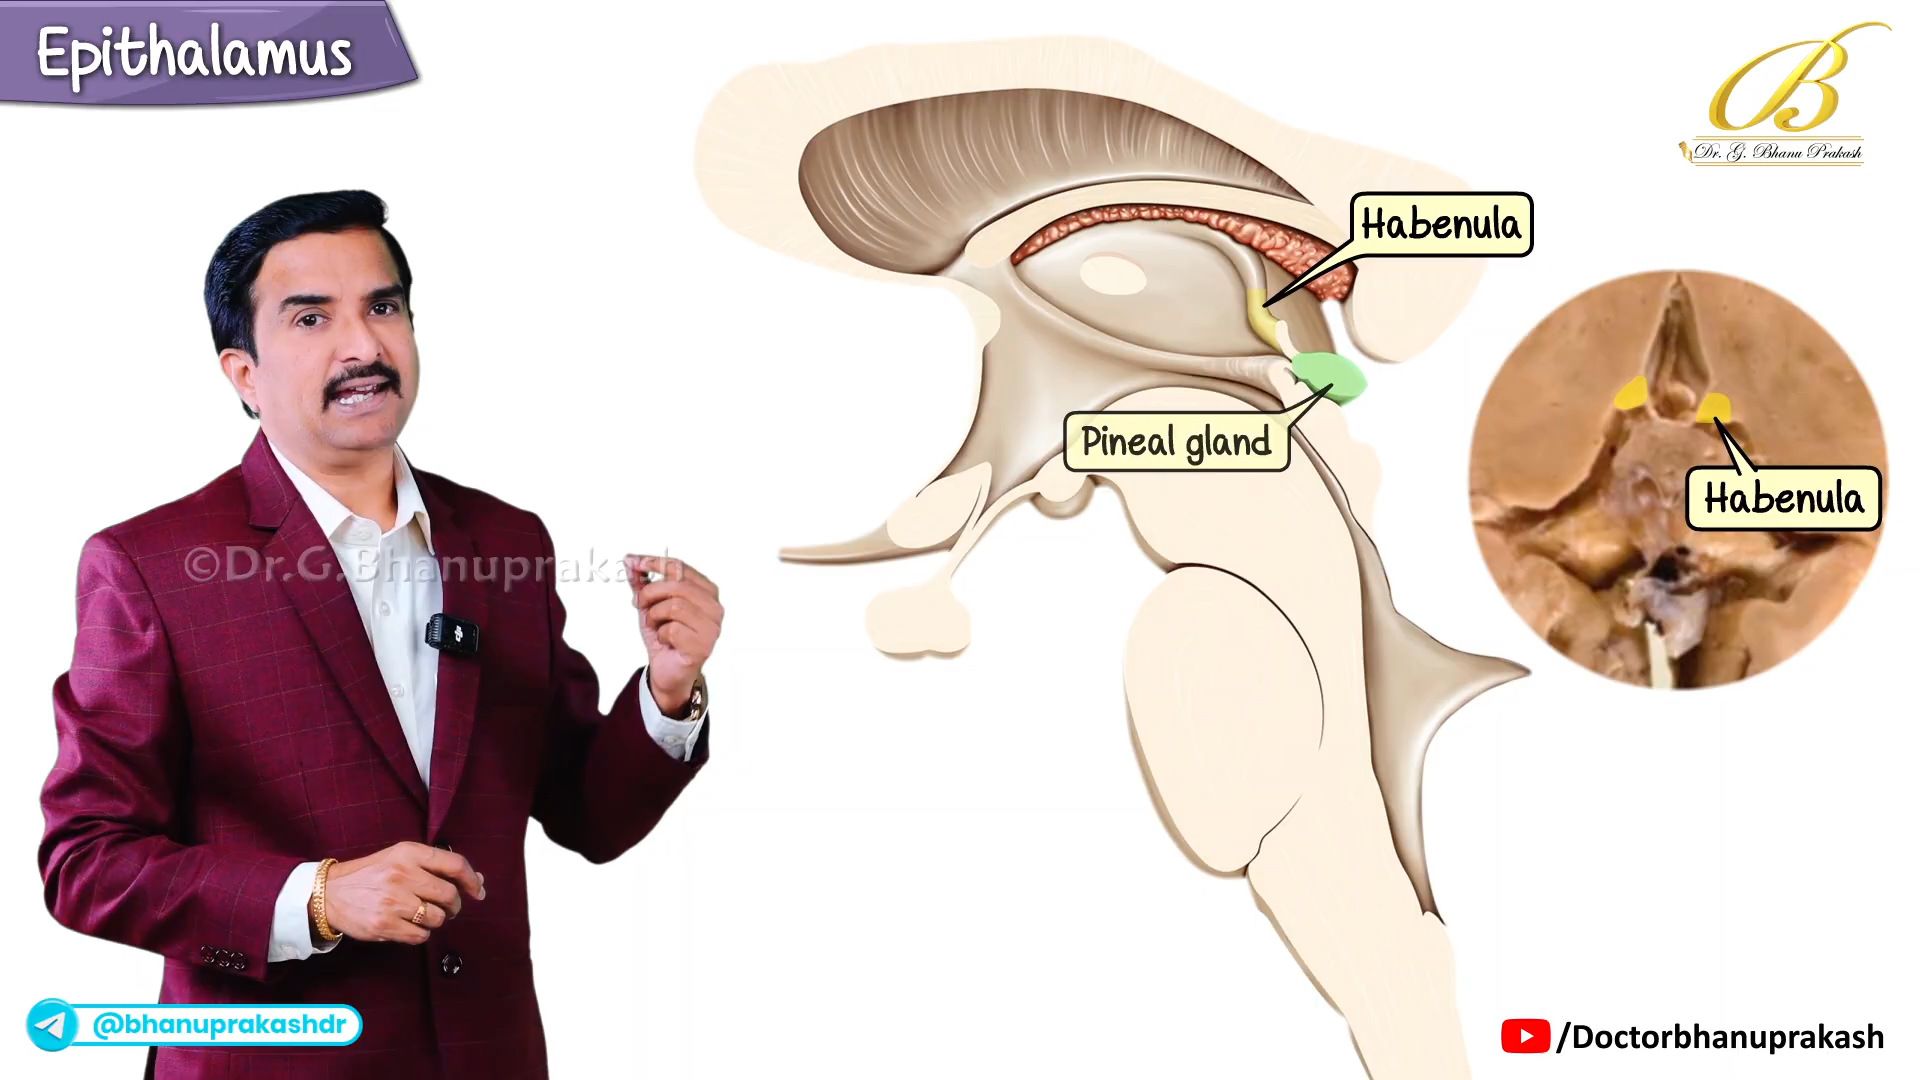 Epithalamus
Dr. G. Bhanu Prakash
Habenula
Pineal gland
Habenula
©Dr.G.Bhanuprakash
@bhanuprakashdr
/Doctorbhanuprakash